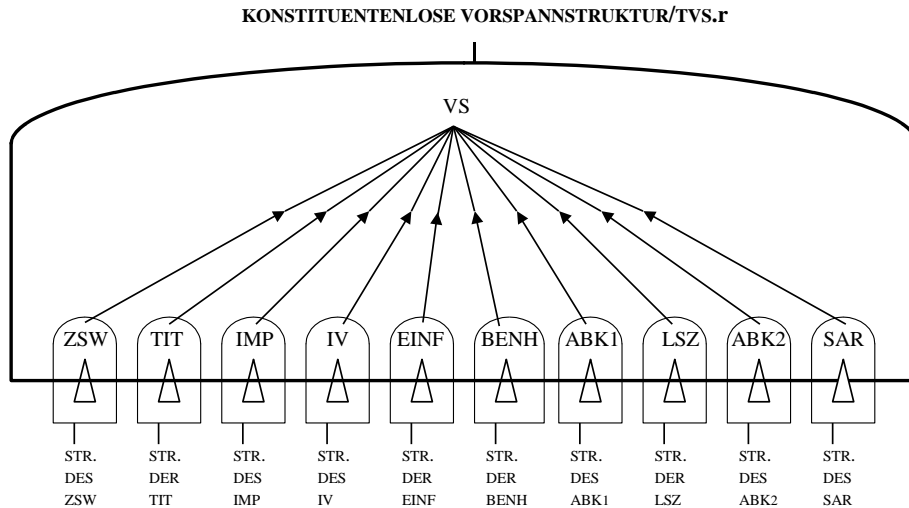 KONSTITUENTENLOSE VORSPANNSTRUKTUR/TVS.r
VS
ZSW TIT IMP IV EINF BENH ABK1 LSZ ABK2 SAR
STR. STR. STR. STR. STR. STR. STR. STR. STR. STR.
DES DER DES DES DER DER DES DER DES DES
ZSW TIT IMP IV EINF BENH ABK1 LSZ ABK2 SAR